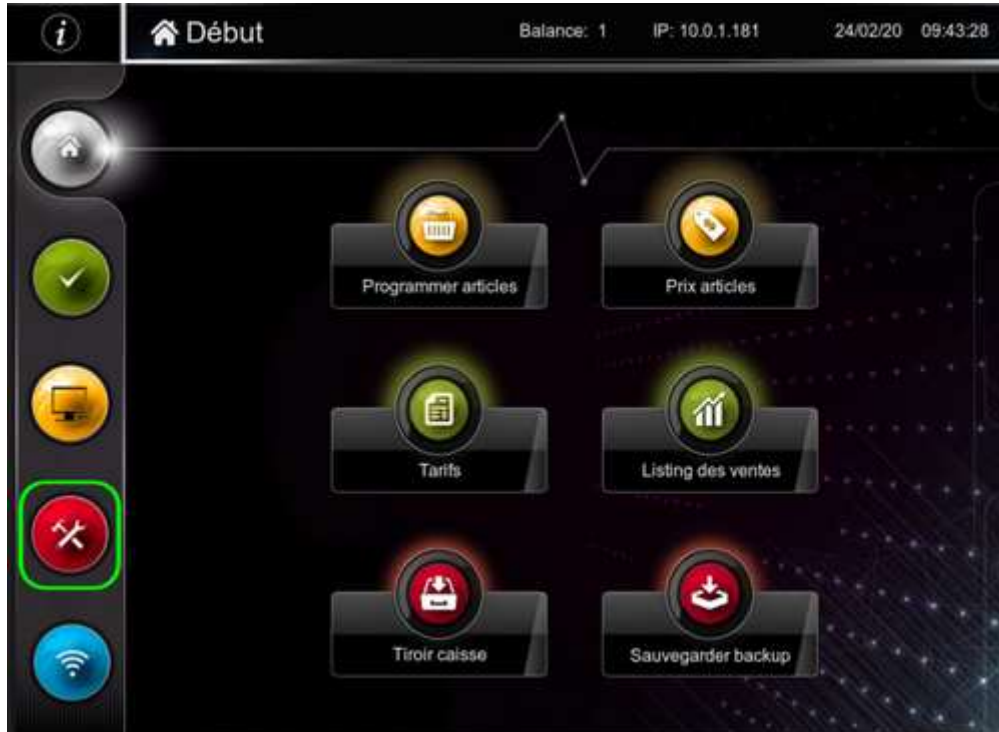 i
Début
Balance: 1
IP: 10.0.1.181
24/02/20 09:43:28
Programmer articles
Prix articles
Tarifs
Listing des ventes
Tiroir caisse
Sauvegarder backup